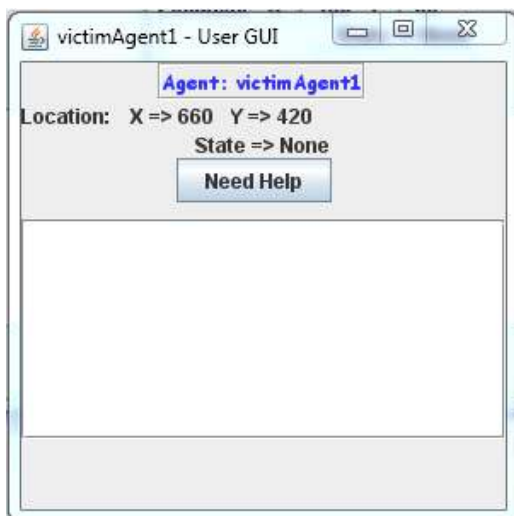 victimAgent1 - User GUI
Agent: victimAgent1
Location: X => 660 Y => 420
State => None
Need Help